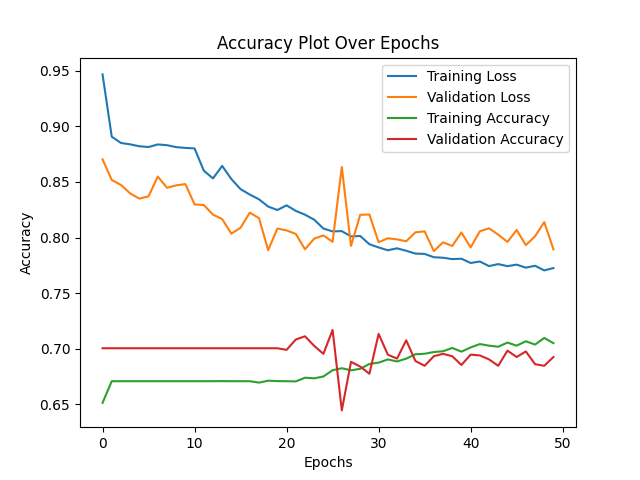 Accuracy Plot Over Epochs
Training Loss
Validation Loss
Training Accuracy
Validation Accuracy
Accuracy
0.95
0.90
0.85
0.80
0.75
0.70
0.65
0 10 20 30 40 50
Epochs